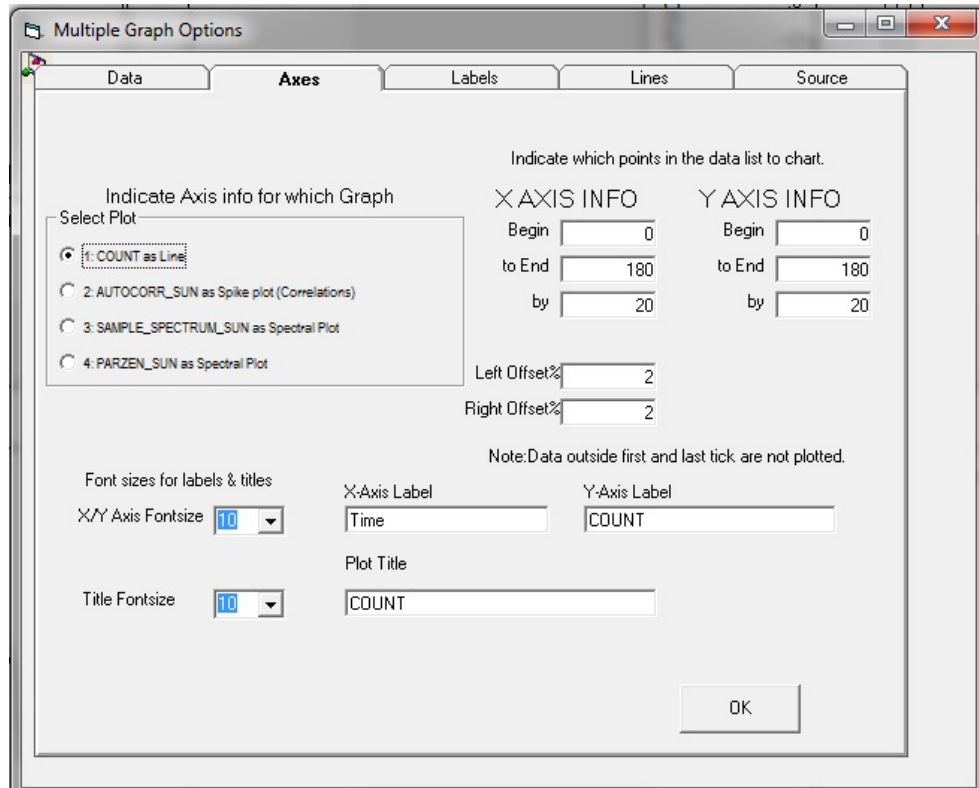 Multiple Graph Options
Data Axes Labels Lines Source
Indicate which points in the data list to chart.
Indicate Axis info for which Graph
X AXIS INFO Y AXIS INFO
Select Plot
Begin 0 Begin 0
1: COUNT as Line
to End 180 to End 180
2: AUTOCORR_SUN as Spike plot (Correlations)
by 20 by 20
3: SAMPLE_SPECTRUM_SUN as Spectral Plot
4: PARZEN_SUN as Spectral Plot
Left Offset% 2
Right Offset% 2
Note:Data outside first and last tick are not plotted.
Font sizes for labels & titles
X-Axis Label Y-Axis Label
X/Y Axis Fontsize 10 Time COUNT
Plot Title
Title Fontsize 10 COUNT
OK